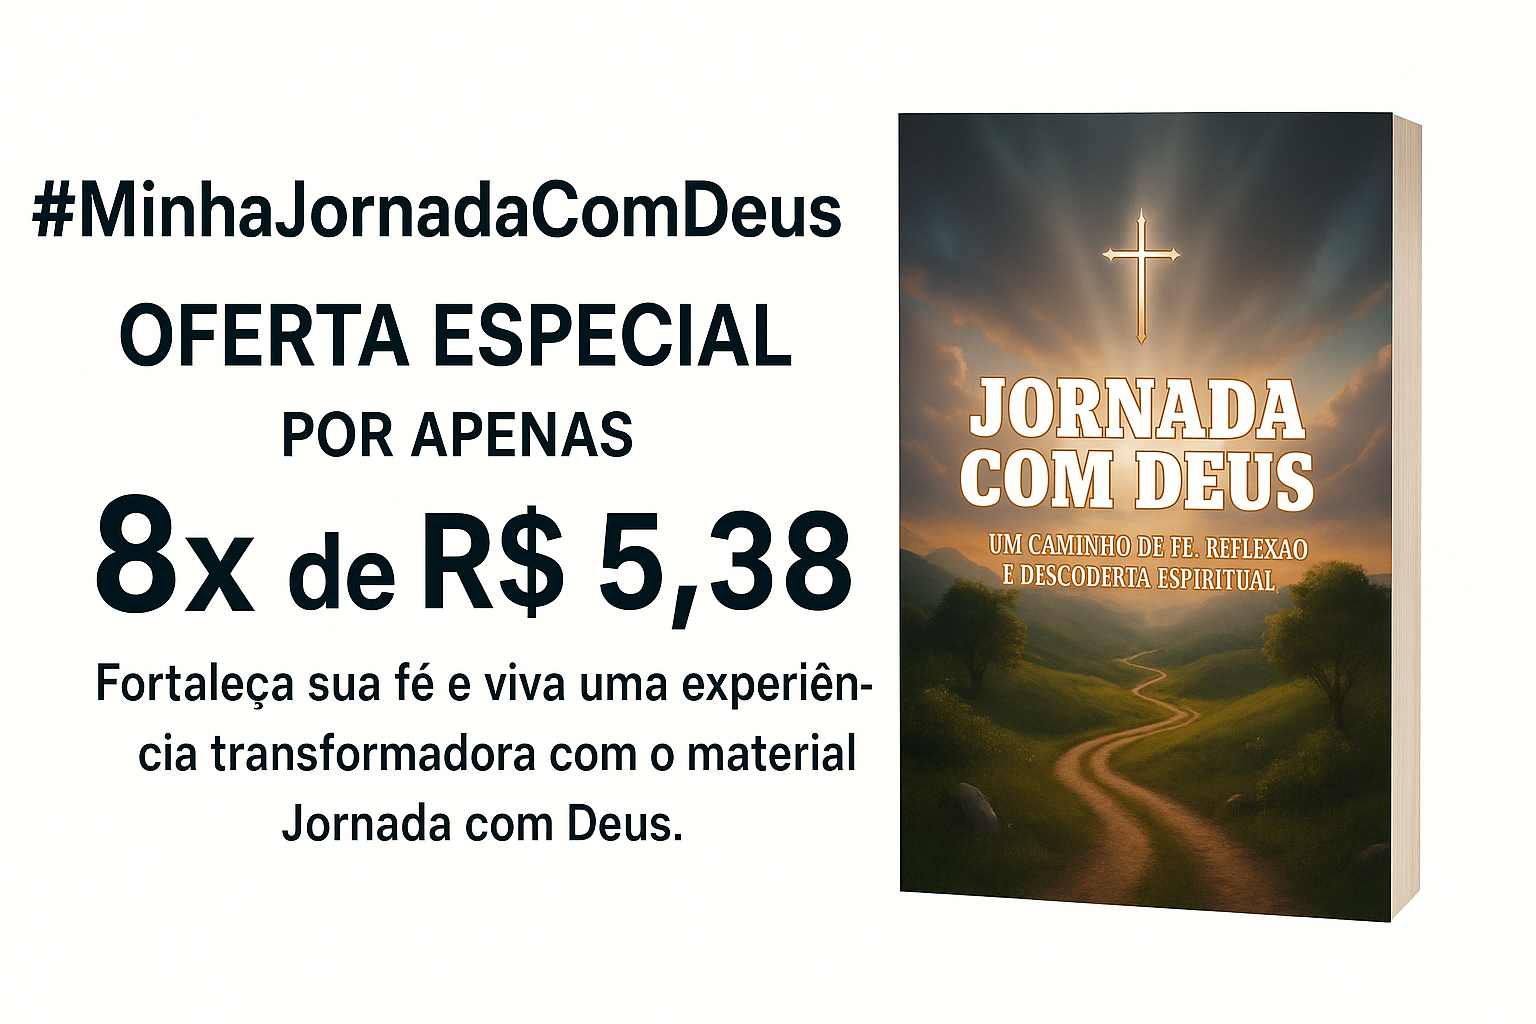 #MinhaJornadaComDeus
OFERTA ESPECIAL
POR APENAS
8x de R$ 5,38
Fortaleça sua fé e viva uma experiên-
cia transformadora com o material
Jornada com Deus.
JORNADA
COM DEUS
UM CAMINHO DE FE. REFLEXAO
E DESCODERTA ESPIRITUAL